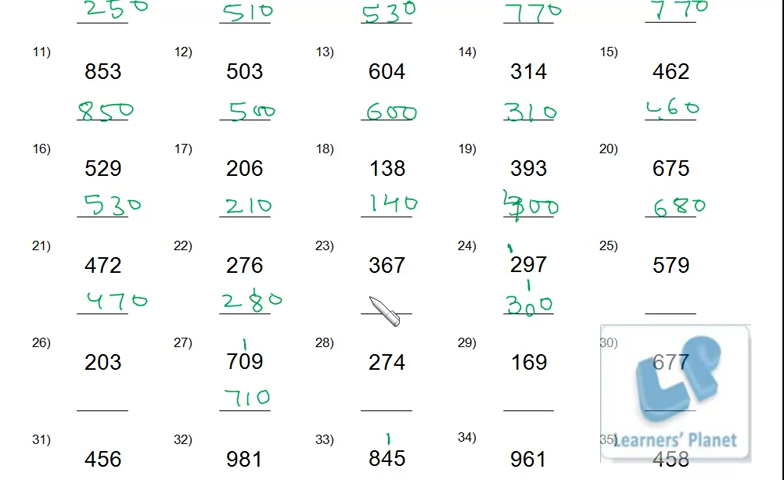 250 510 530 770 770
11) 12) 13) 14) 15)
853 503 604 314 462
850 500 600 310 460
16) 17) 18) 19) 20)
529 206 138 393 675
530 210 140 400 680
21) 22) 23) 24) 25)
472 276 367 297 579
470 280 300
26) 27) 28) 29) 30)
203 709 274 169 677
710
31) 32) 33) 34) 35)
456 981 845 961 458
LP
Learners' Planet